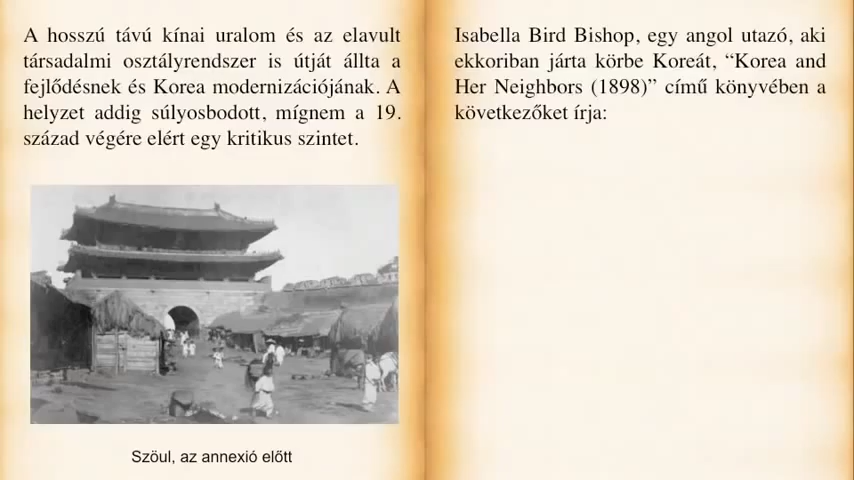 A hosszú távú kínai uralom és az elavult
társadalmi osztályrendszer is útját állta a
fejlődésnek és Korea modernizációjának. A
helyzet addig súlyosbodott, mígnem a 19.
század végére elért egy kritikus szintet.
Szöul, az annexió előtt
Isabella Bird Bishop, egy angol utazó, aki
ekkoriban járta körbe Koreát, “Korea and
Her Neighbors (1898)” című könyvében a
következőket írja: